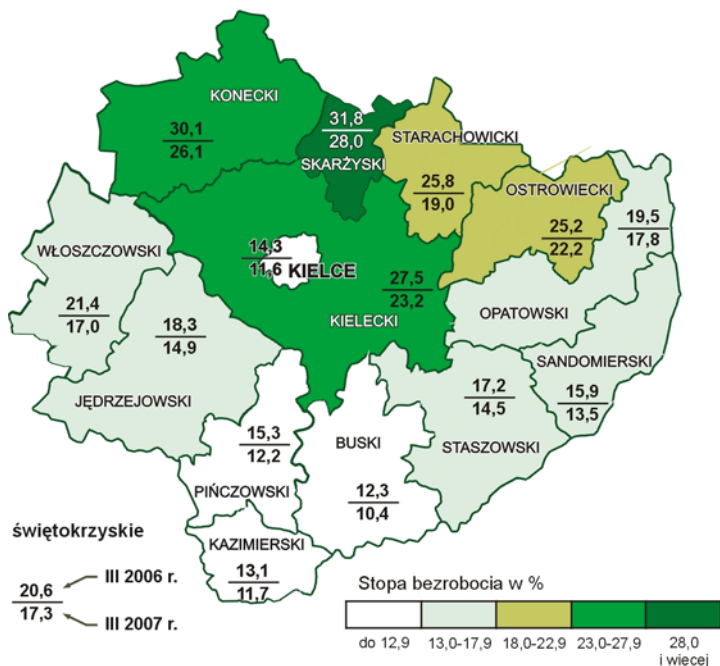 KONECKI
30,1
26,1
31,8
28,0
SKARŻYSKI
STARACHOWICKI
25,8
19,0
OSTROWIECKI
25,2
22,2
19,5
17,8
OPATOWSKI
WŁOSZCZOWSKI
21,4
17,0
14,3
11,6
KIELCE
27,5
23,2
KIELECKI
18,3
14,9
JĘDRZEJOWSKI
SANDOMIERSKI
15,9
13,5
17,2
14,5
STASZOWSKI
15,3
12,2
PIŃCZOWSKI
BUSKI
12,3
10,4
KAZIMIERSKI
13,1
11,7
świętokrzyskie
20,6 III 2006 r.
17,3 III 2007 r.
Stopa bezrobocia w %
do 12,9 13,0-17,9 18,0-22,9 23,0-27,9 28,0
i wiecej